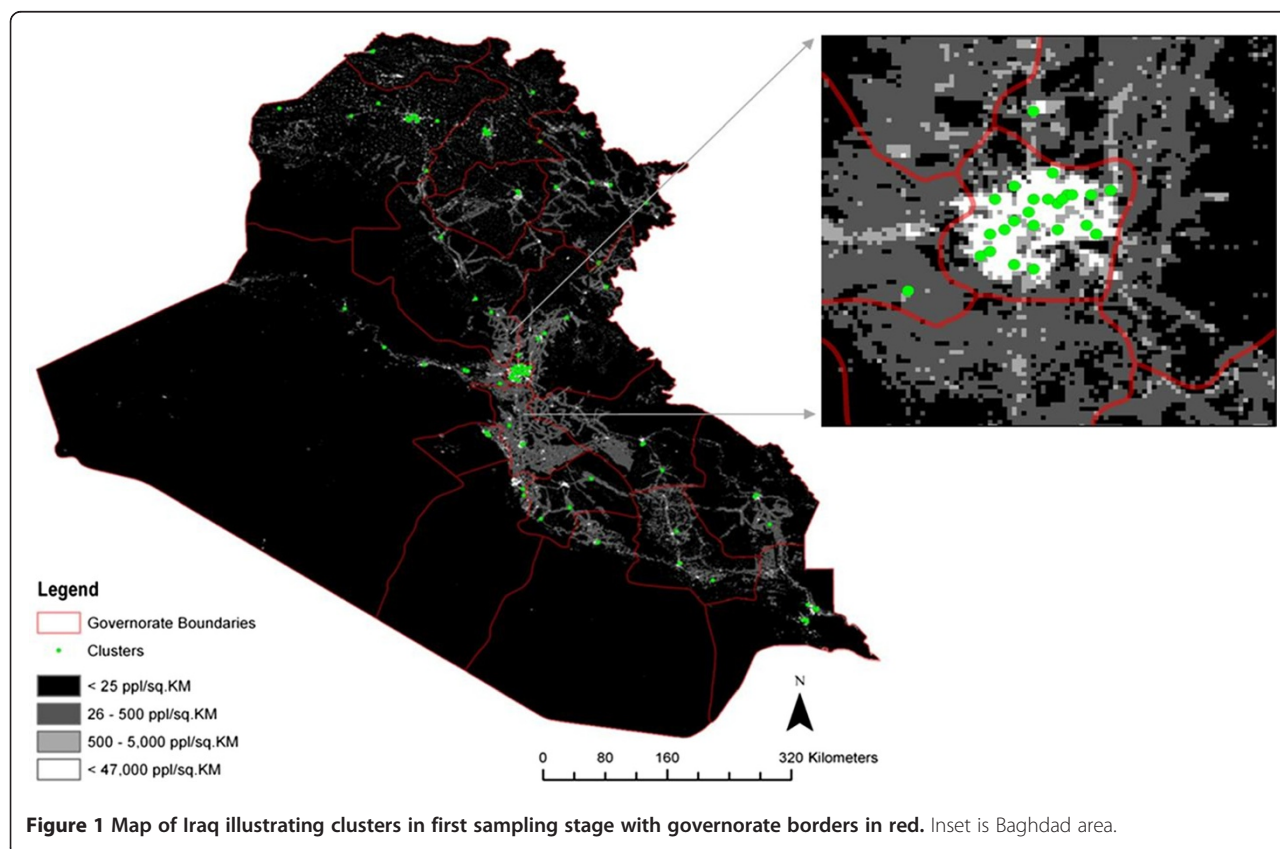 Legend
Governorate Boundaries
Clusters
< 25 ppl/sq.KM
26 - 500 ppl/sq.KM
500 - 5,000 ppl/sq.KM
< 47,000 ppl/sq.KM
N
0 80 160 320 Kilometers
Figure 1 Map of Iraq illustrating clusters in first sampling stage with governorate borders in red. Inset is Baghdad area.